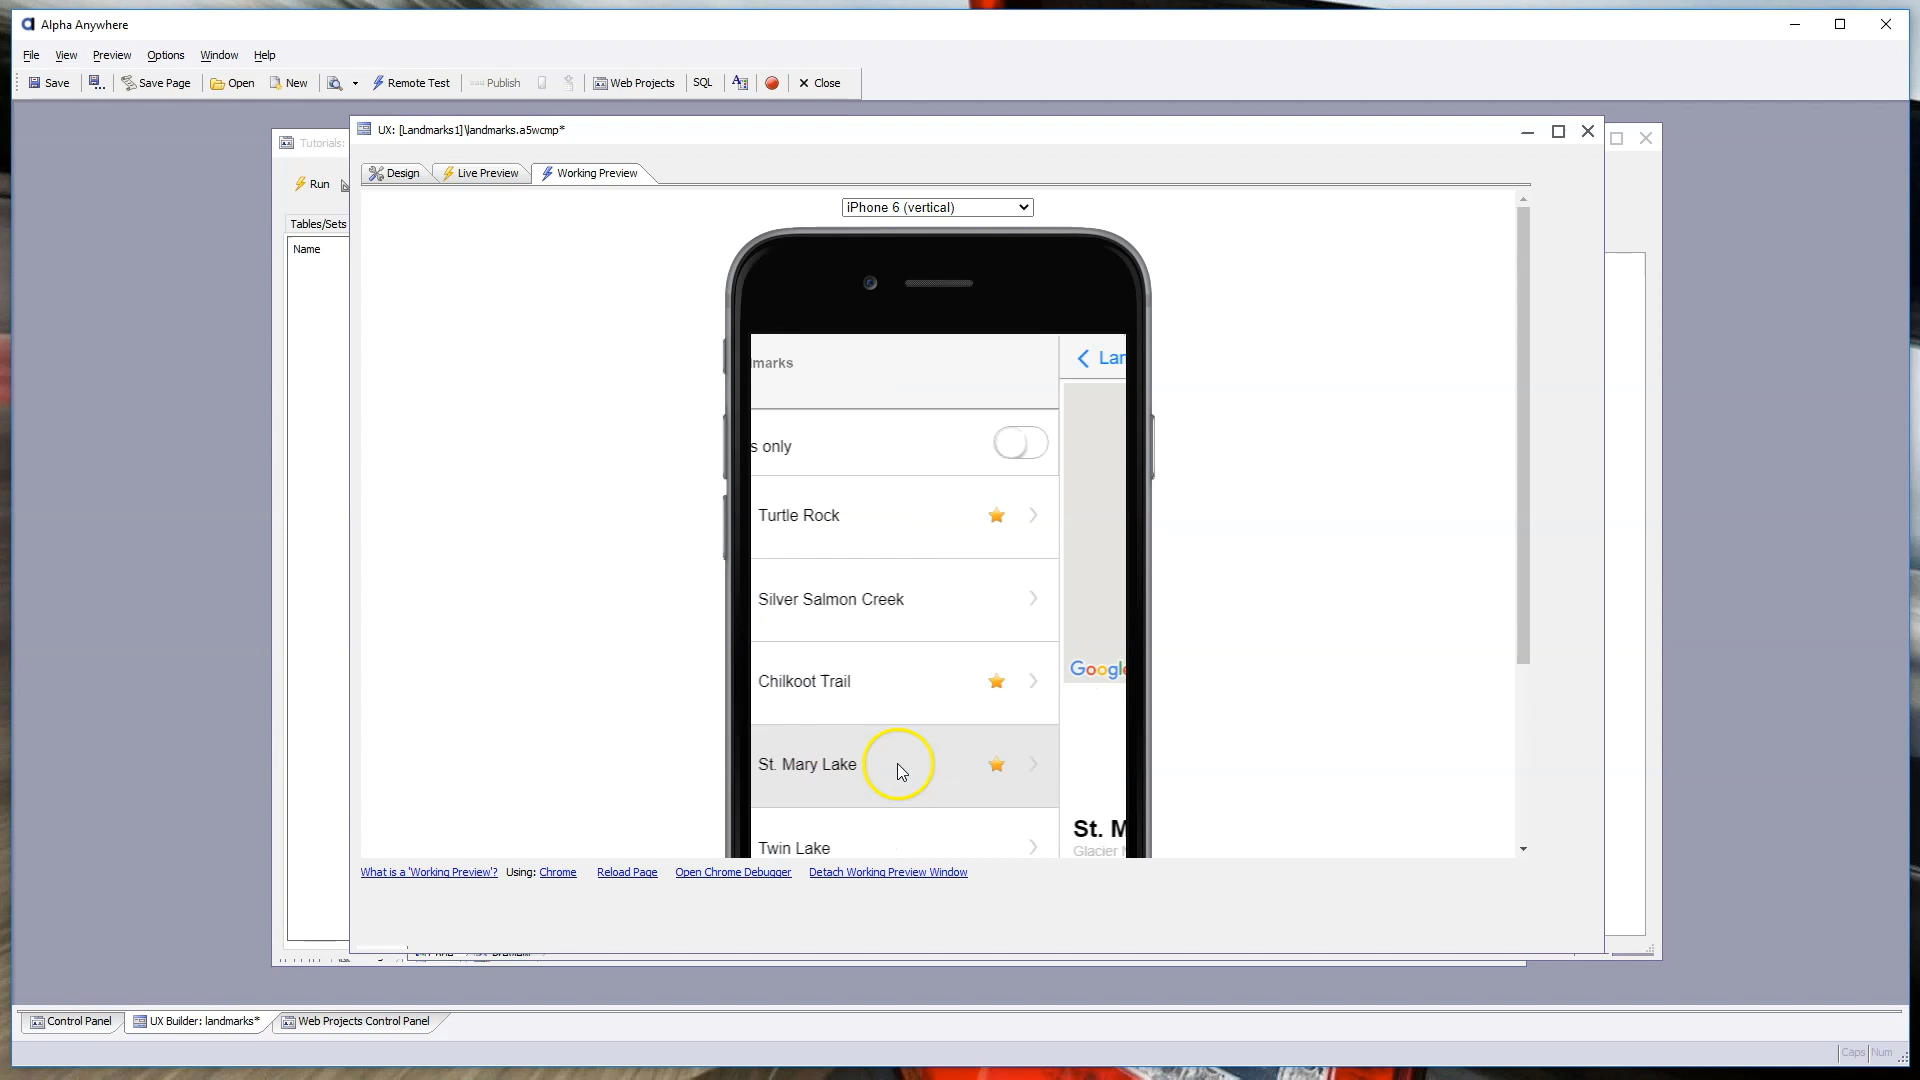 Alpha Anywhere
File View Preview Options Window Help
Save Save Page Open New Remote Test Publish Web Projects SQL Close
UX: [Landmarks1]\landmarks.a5wcmp*
Tutorials:
Design Live Preview Working Preview
Run
iPhone 6 (vertical)
Tables/Sets
Name
lmarks
< Lar
s only
Turtle Rock
Silver Salmon Creek
Google
Chilkoot Trail
St. Mary Lake
St. M
Glacier
Twin Lake
What is a 'Working Preview'? Using: Chrome Reload Page Open Chrome Debugger Detach Working Preview Window
Control Panel UX Builder: landmarks* Web Projects Control Panel
Caps Num